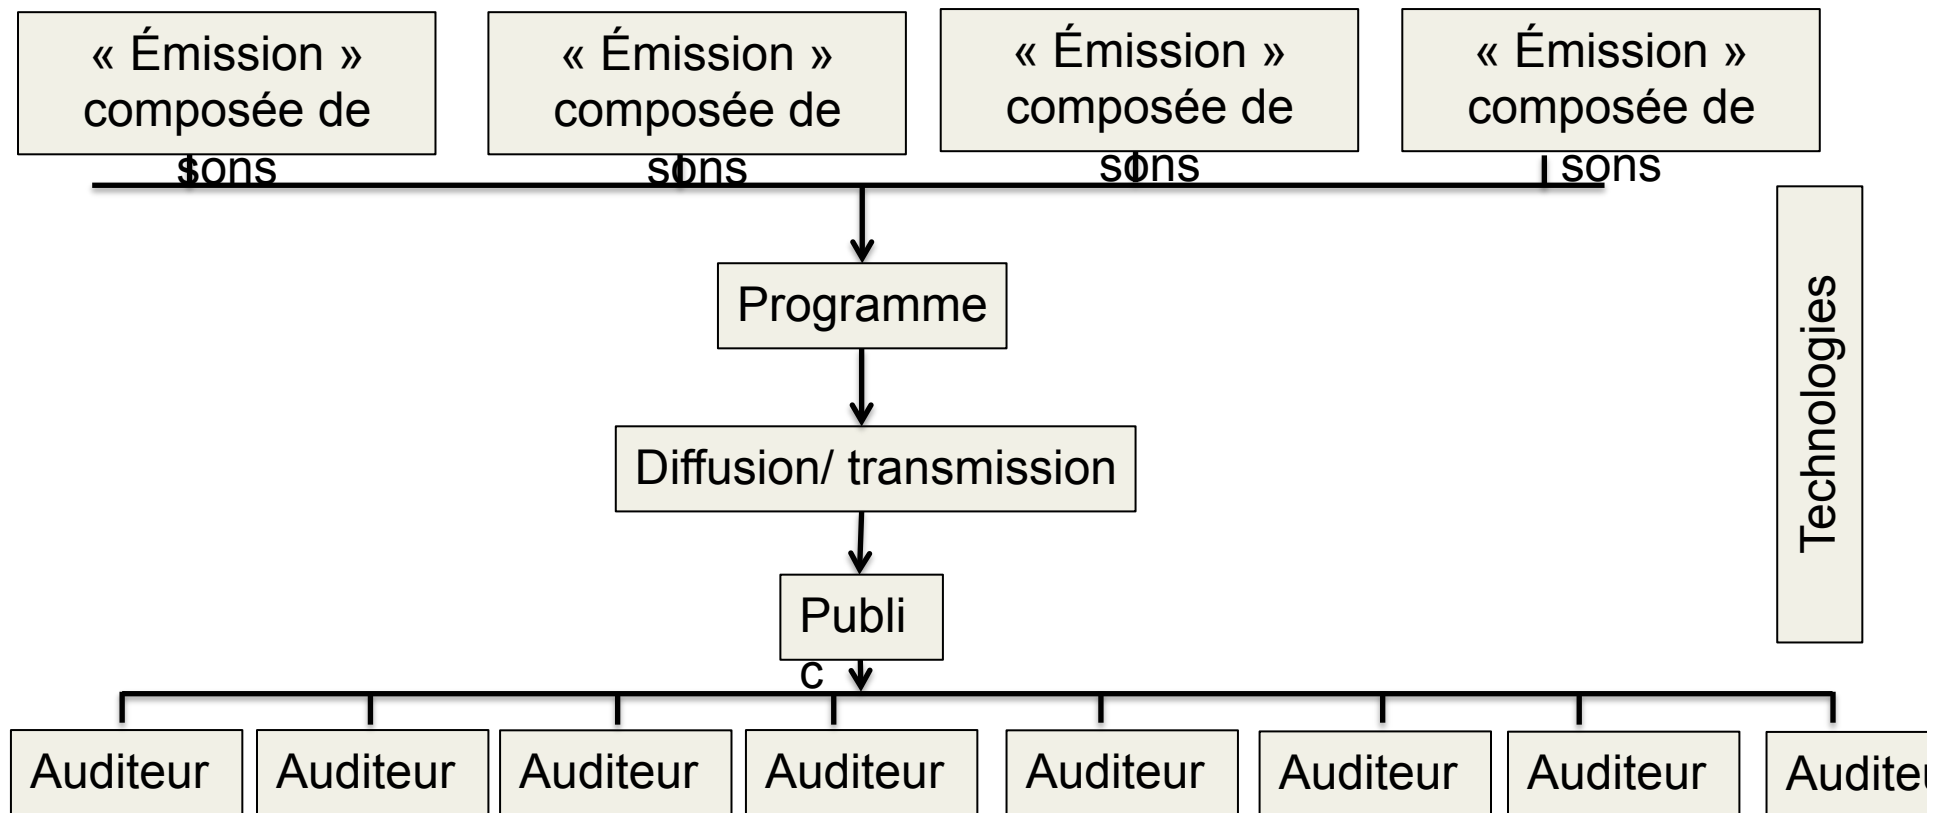 « Émission »
composée de
sons
« Émission »
composée de
sons
« Émission »
composée de
sons
« Émission »
composée de
sons
Programme
Technologies
Diffusion/ transmission
Publi
c
Auditeur
Auditeur
Auditeur
Auditeur
Auditeur
Auditeur
Auditeur
Auditeu